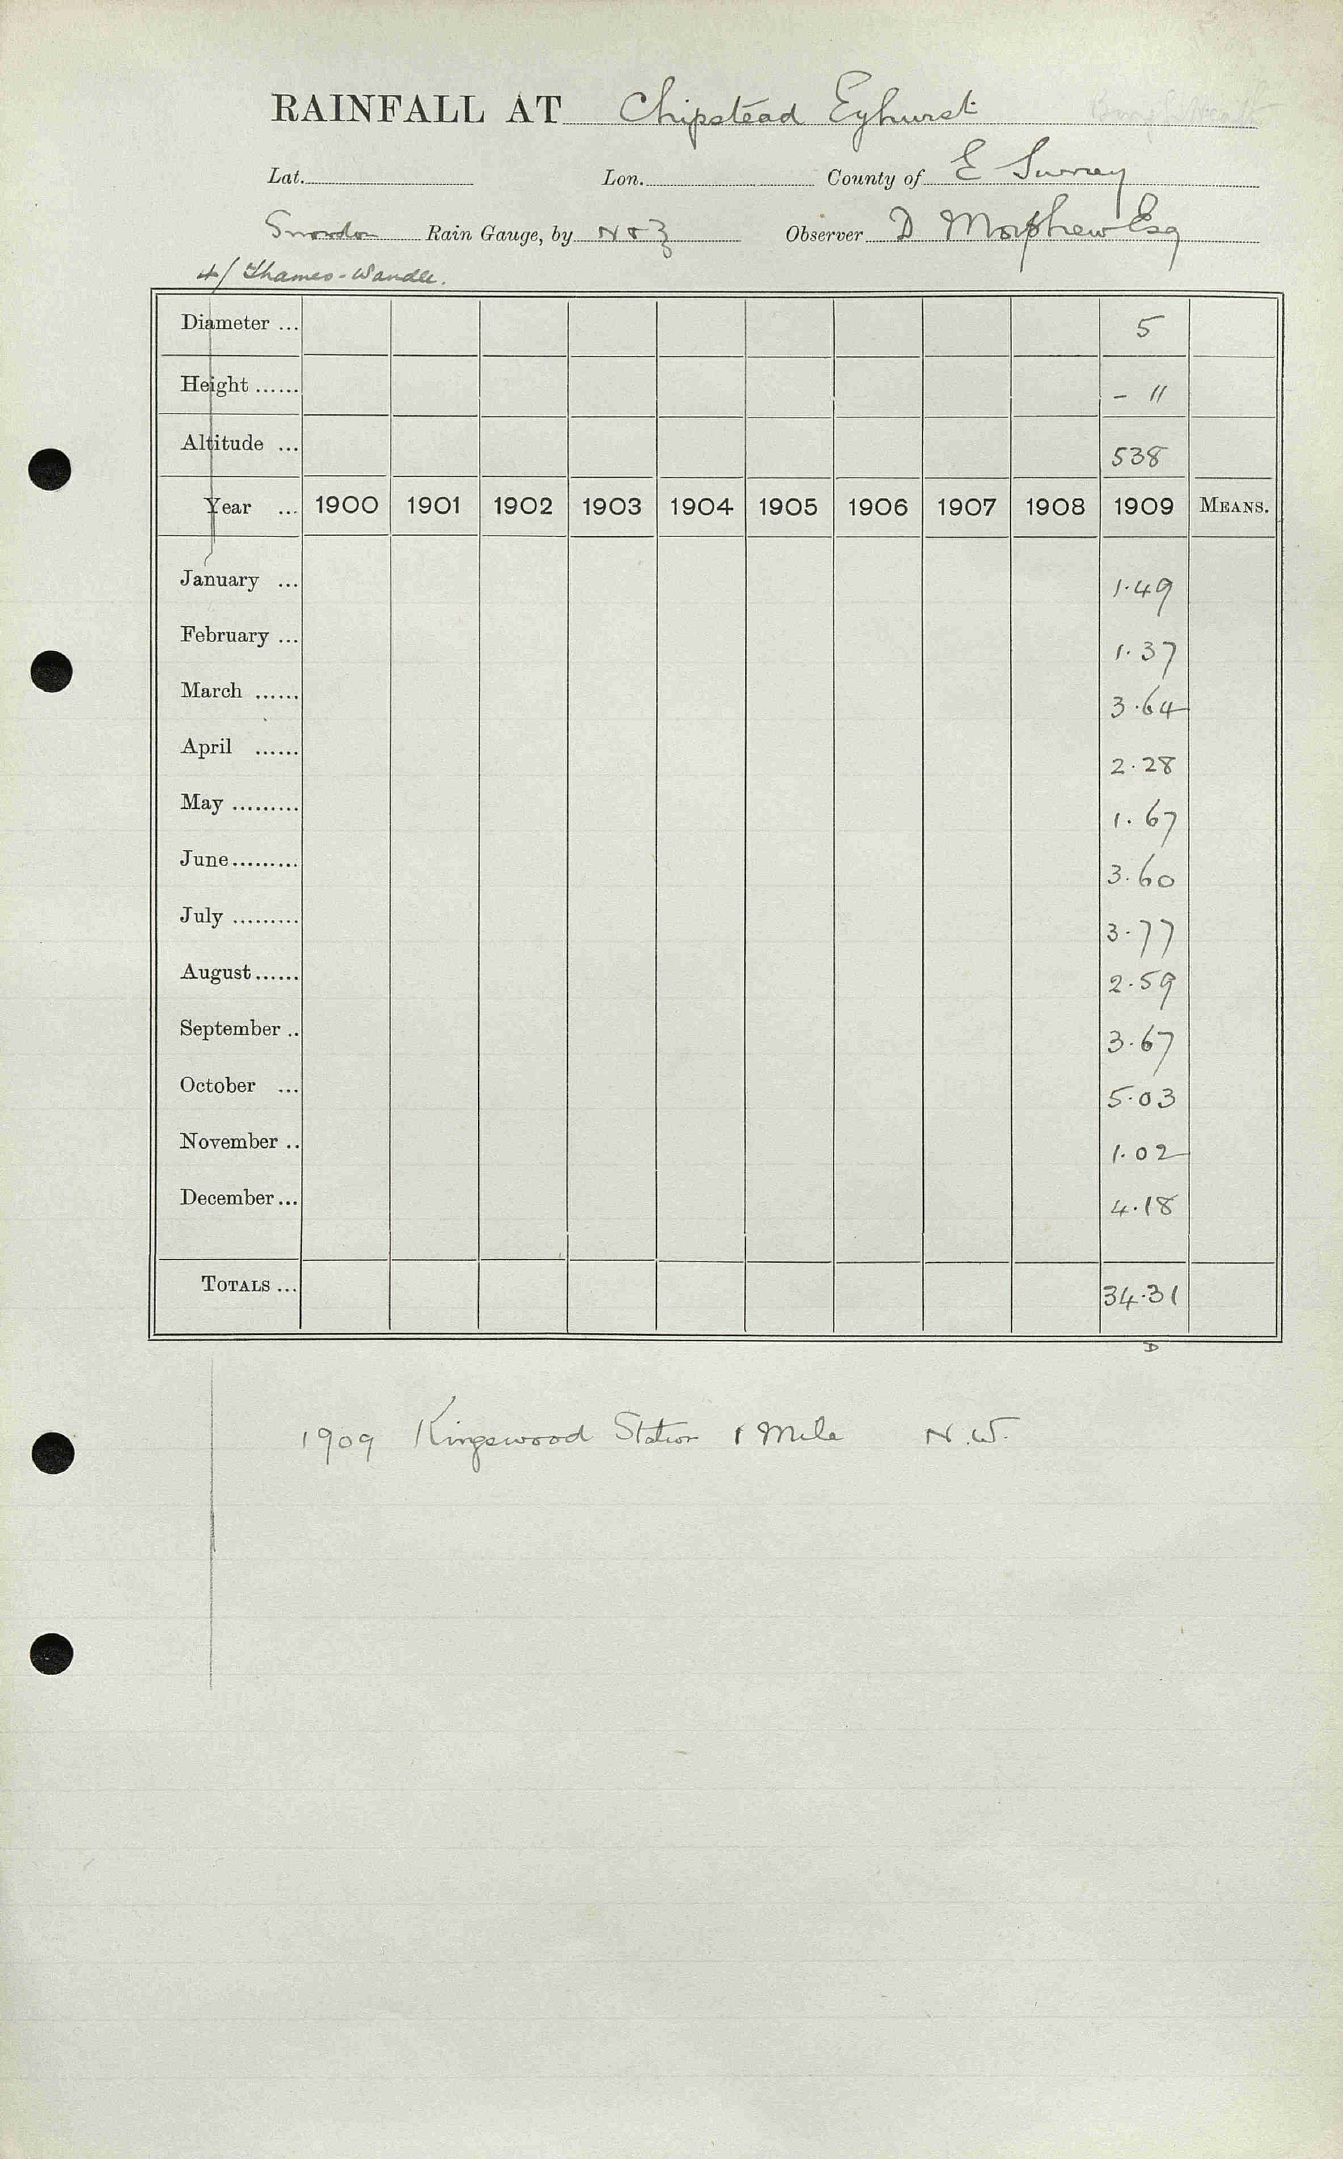 RAINFALL AT Chipstead Eyhurst
Lat. Lon. County of E Surrey
Snowdon Rain Gauge, by N & Z Observer D Morphew Esq
4/ Thames-Wandle.
Diameter ... 5
Height ...... - 11
Altitude ... 538
Year ... 1900 1901 1902 1903 1904 1905 1906 1907 1908 1909 MEANS.
January ... 1.49
February ... 1.37
March ...... 3.64
April ...... 2.28
May ......... 1.67
June......... 3.60
July ......... 3.77
August...... 2.59
September .. 3.67
October ... 5.03
November .. 1.02
December... 4.18
TOTALS ... 34.31
D
1909 Kingswood Station 1 Mile N.W.